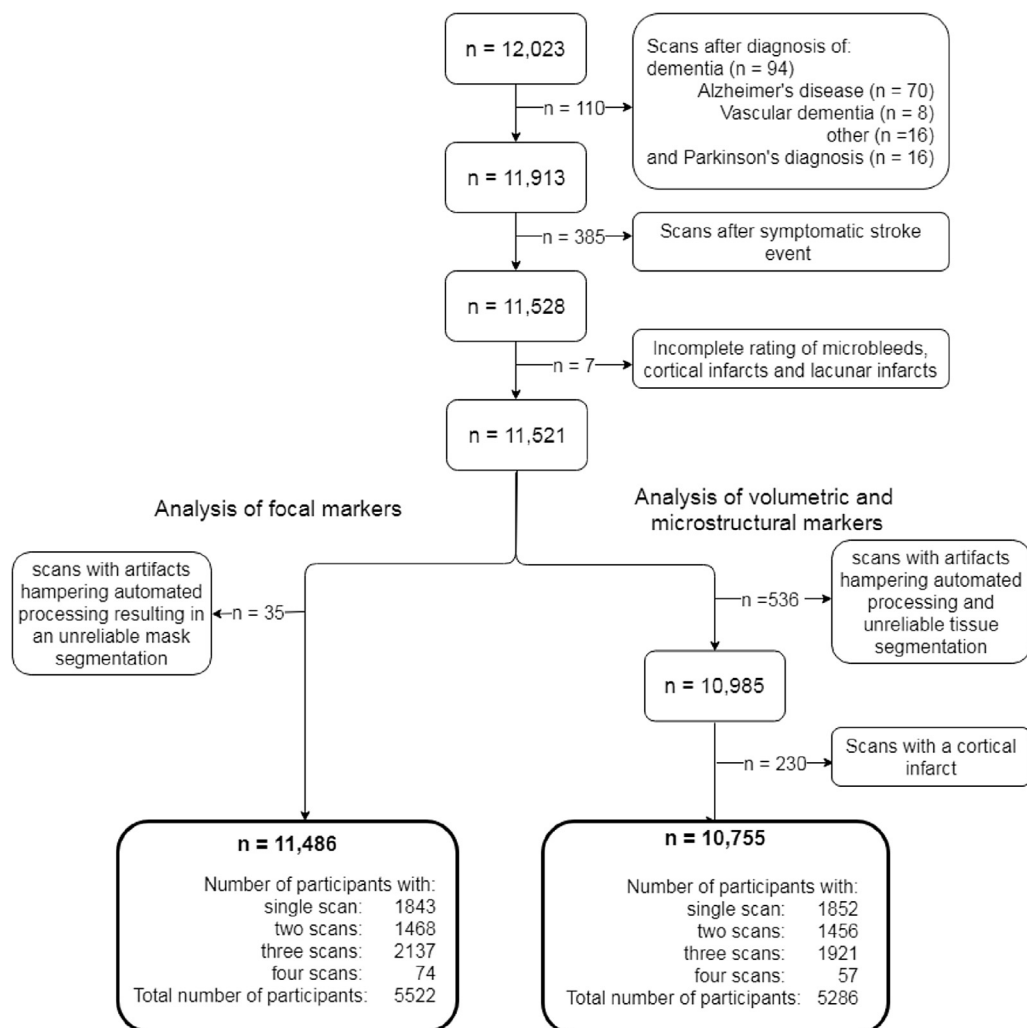 n = 12,023
Scans after diagnosis of:
dementia (n = 94)
Alzheimer's disease (n = 70)
Vascular dementia (n = 8)
other (n =16)
and Parkinson's diagnosis (n = 16)
n = 110
n = 11,913
n = 385
Scans after symptomatic stroke
event
n = 11,528
n = 7
Incomplete rating of microbleeds,
cortical infarcts and lacunar infarcts
n = 11,521
Analysis of focal markers
Analysis of volumetric and
microstructural markers
scans with artifacts
hampering automated
processing resulting in
an unreliable mask
segmentation
n = 35
n =536
scans with artifacts
hampering automated
processing and
unreliable tissue
segmentation
n = 10,985
n = 230
Scans with a cortical
infarct
n = 11,486
Number of participants with:
single scan: 1843
two scans: 1468
three scans: 2137
four scans: 74
Total number of participants: 5522
n = 10,755
Number of participants with:
single scan: 1852
two scans: 1456
three scans: 1921
four scans: 57
Total number of participants: 5286